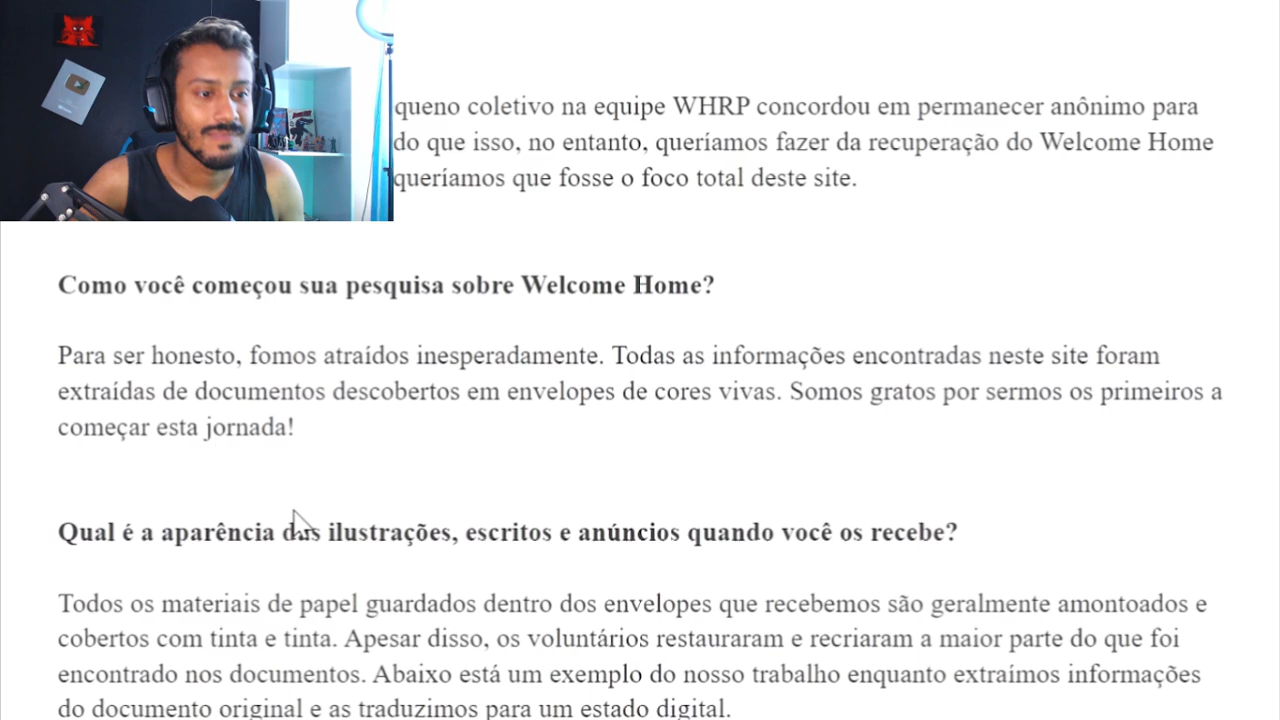 queno coletivo na equipe WHRP concordou em permanecer anônimo para
do que isso, no entanto, queríamos fazer da recuperação do Welcome Home
queríamos que fosse o foco total deste site.
Como você começou sua pesquisa sobre Welcome Home?
Para ser honesto, fomos atraídos inesperadamente. Todas as informações encontradas neste site foram
extraídas de documentos descobertos em envelopes de cores vivas. Somos gratos por sermos os primeiros a
começar esta jornada!
Qual é a aparência das ilustrações, escritos e anúncios quando você os recebe?
Todos os materiais de papel guardados dentro dos envelopes que recebemos são geralmente amontoados e
cobertos com tinta e tinta. Apesar disso, os voluntários restauraram e recriaram a maior parte do que foi
encontrado nos documentos. Abaixo está um exemplo do nosso trabalho enquanto extraímos informações
do documento original e as traduzimos para um estado digital.